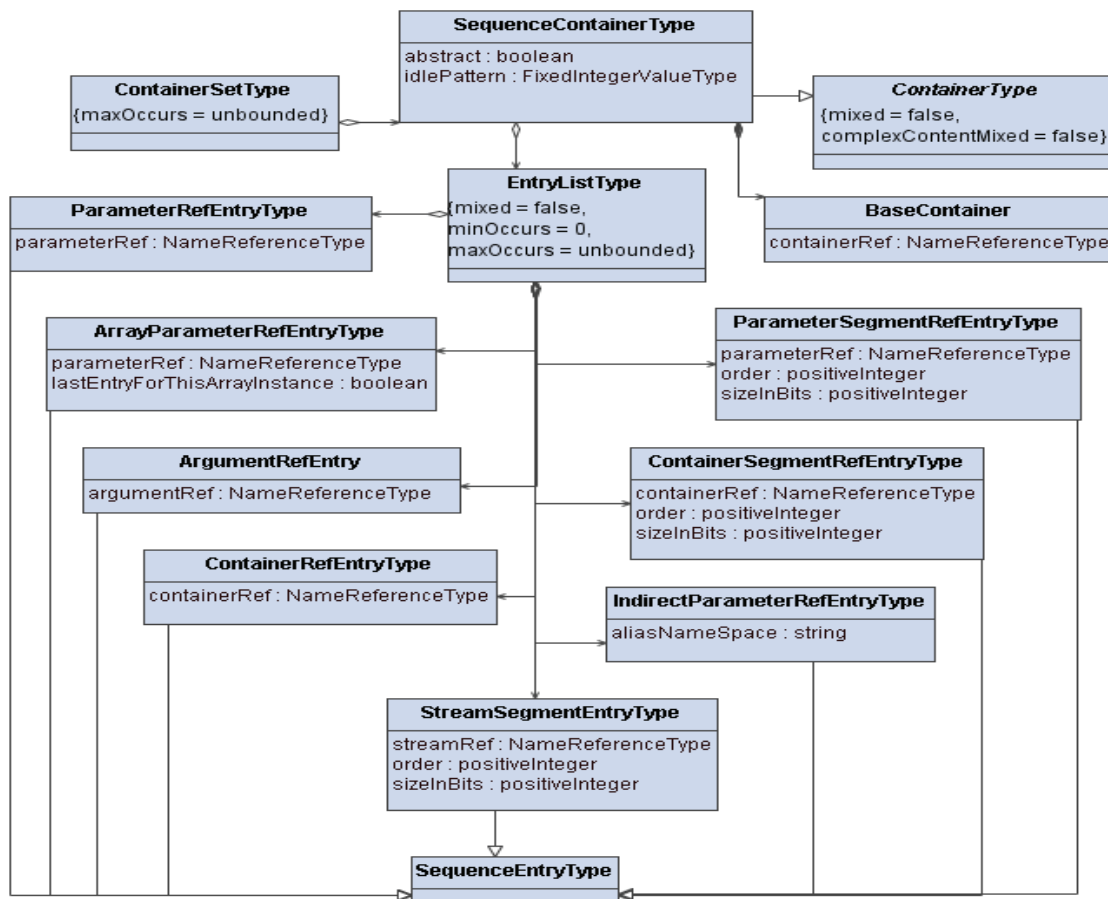 SequenceContainerType
abstract : boolean
idlePattern : FixedIntegerValueType
ContainerSetType
{maxOccurs = unbounded}
ContainerType
{mixed = false,
complexContentMixed = false}
EntryListType
{mixed = false,
minOccurs = 0,
maxOccurs = unbounded}
ParameterRefEntryType
parameterRef : NameReferenceType
BaseContainer
containerRef : NameReferenceType
ArrayParameterRefEntryType
parameterRef : NameReferenceType
lastEntryForThisArrayInstance : boolean
ParameterSegmentRefEntryType
parameterRef : NameReferenceType
order : positiveInteger
sizeInBits : positiveInteger
ArgumentRefEntry
argumentRef : NameReferenceType
ContainerSegmentRefEntryType
containerRef : NameReferenceType
order : positiveInteger
sizeInBits : positiveInteger
ContainerRefEntryType
containerRef : NameReferenceType
IndirectParameterRefEntryType
aliasNameSpace : string
StreamSegmentEntryType
streamRef : NameReferenceType
order : positiveInteger
sizeInBits : positiveInteger
SequenceEntryType